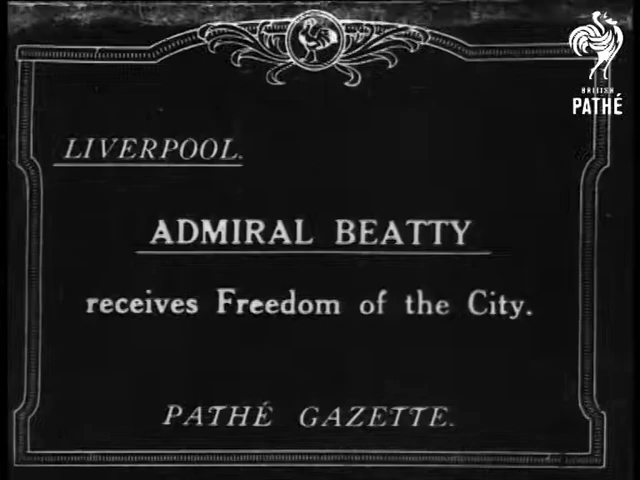 BRITISH
PATHÉ
LIVERPOOL.
ADMIRAL BEATTY
receives Freedom of the City.
PATHÉ GAZETTE.